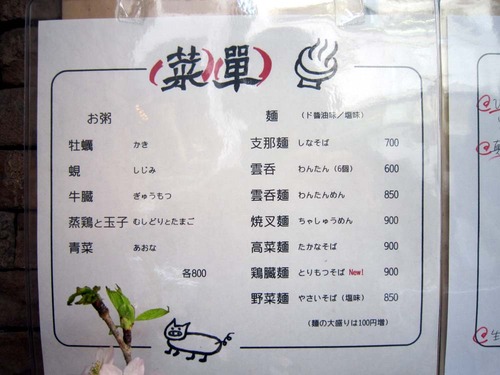 菜單
お粥
牡蠣 かき
蜆 しじみ
牛臓 ぎゅうもつ
蒸鶏と玉子 むしどりとたまご
青菜 あおな
各800
麺 (ド醤油味／塩味)
支那麺 しなそば 700
雲呑 わんたん (6個) 600
雲呑麺 わんたんめん 850
焼叉麺 ちゃしゅうめん 900
高菜麺 たかなそば 900
鶏臓麺 とりもつそば New! 900
野菜麺 やさいそば (塩味) 850
(麺の大盛りは100円増)